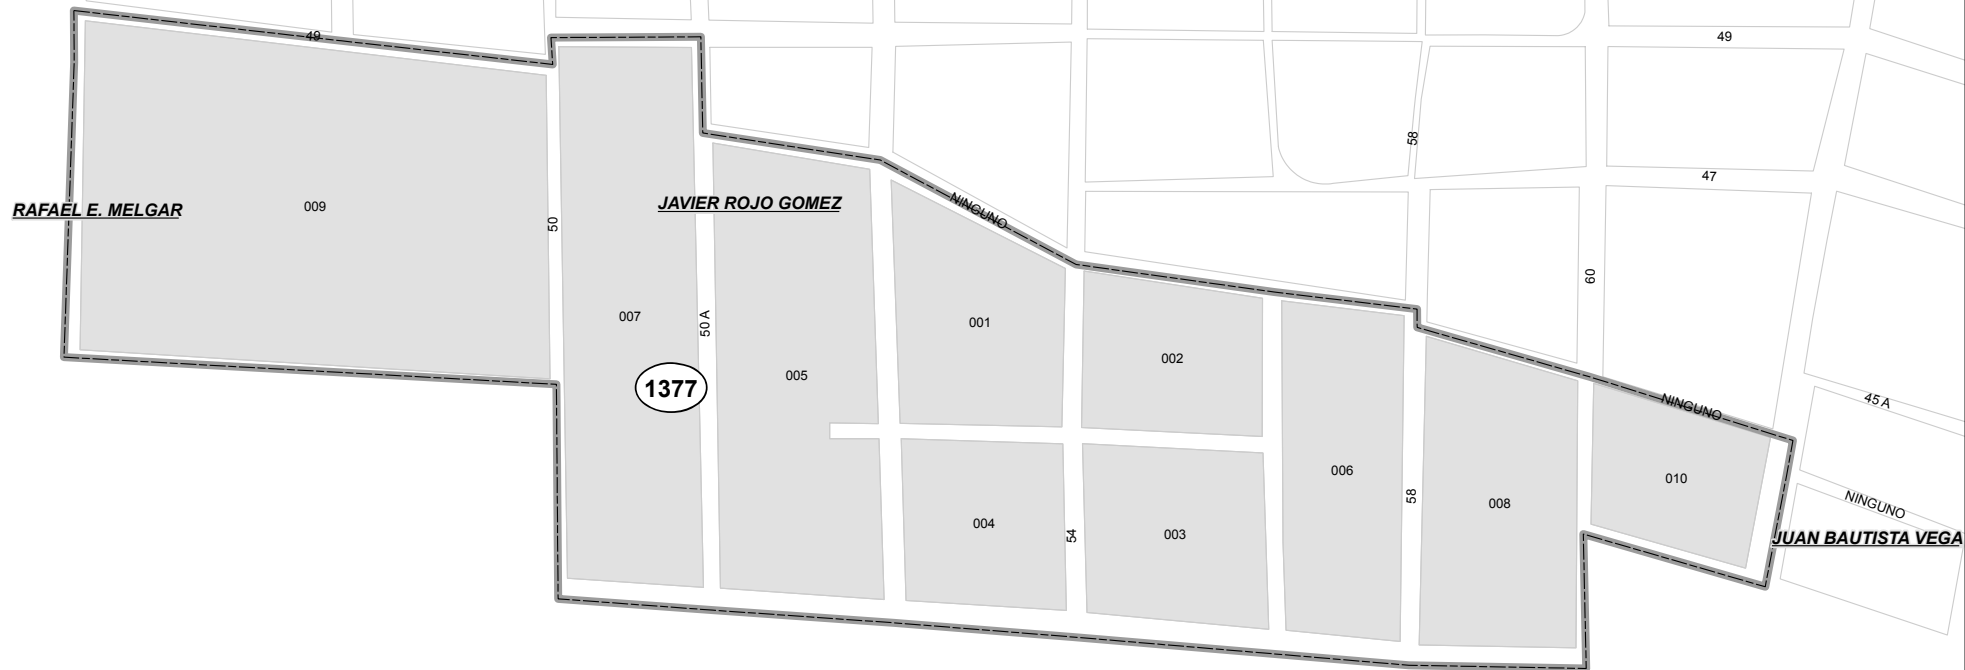 49
49
58
47
NINGUNO
RAFAEL E. MELGAR
009
JAVIER ROJO GOMEZ
50
60
007
50 A
001
002
005
1377
NINGUNO
45 A
006
58
008
010
NINGUNO
004
54
003
JUAN BAUTISTA VEGA